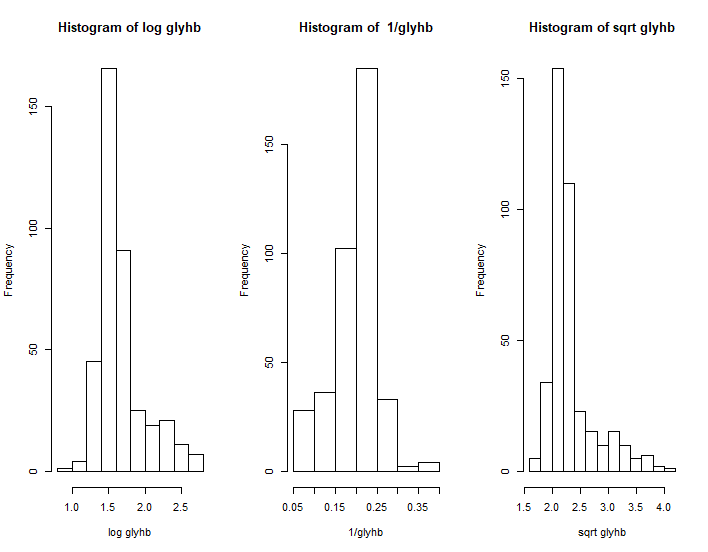 Histogram of log glyhb
Frequency
0
50
100
150
1.0 1.5 2.0 2.5
log glyhb
Histogram of  1/glyhb
Frequency
0
50
100
150
0.05 0.15 0.25 0.35
1/glyhb
Histogram of sqrt glyhb
Frequency
0
50
100
150
1.5 2.0 2.5 3.0 3.5 4.0
sqrt glyhb